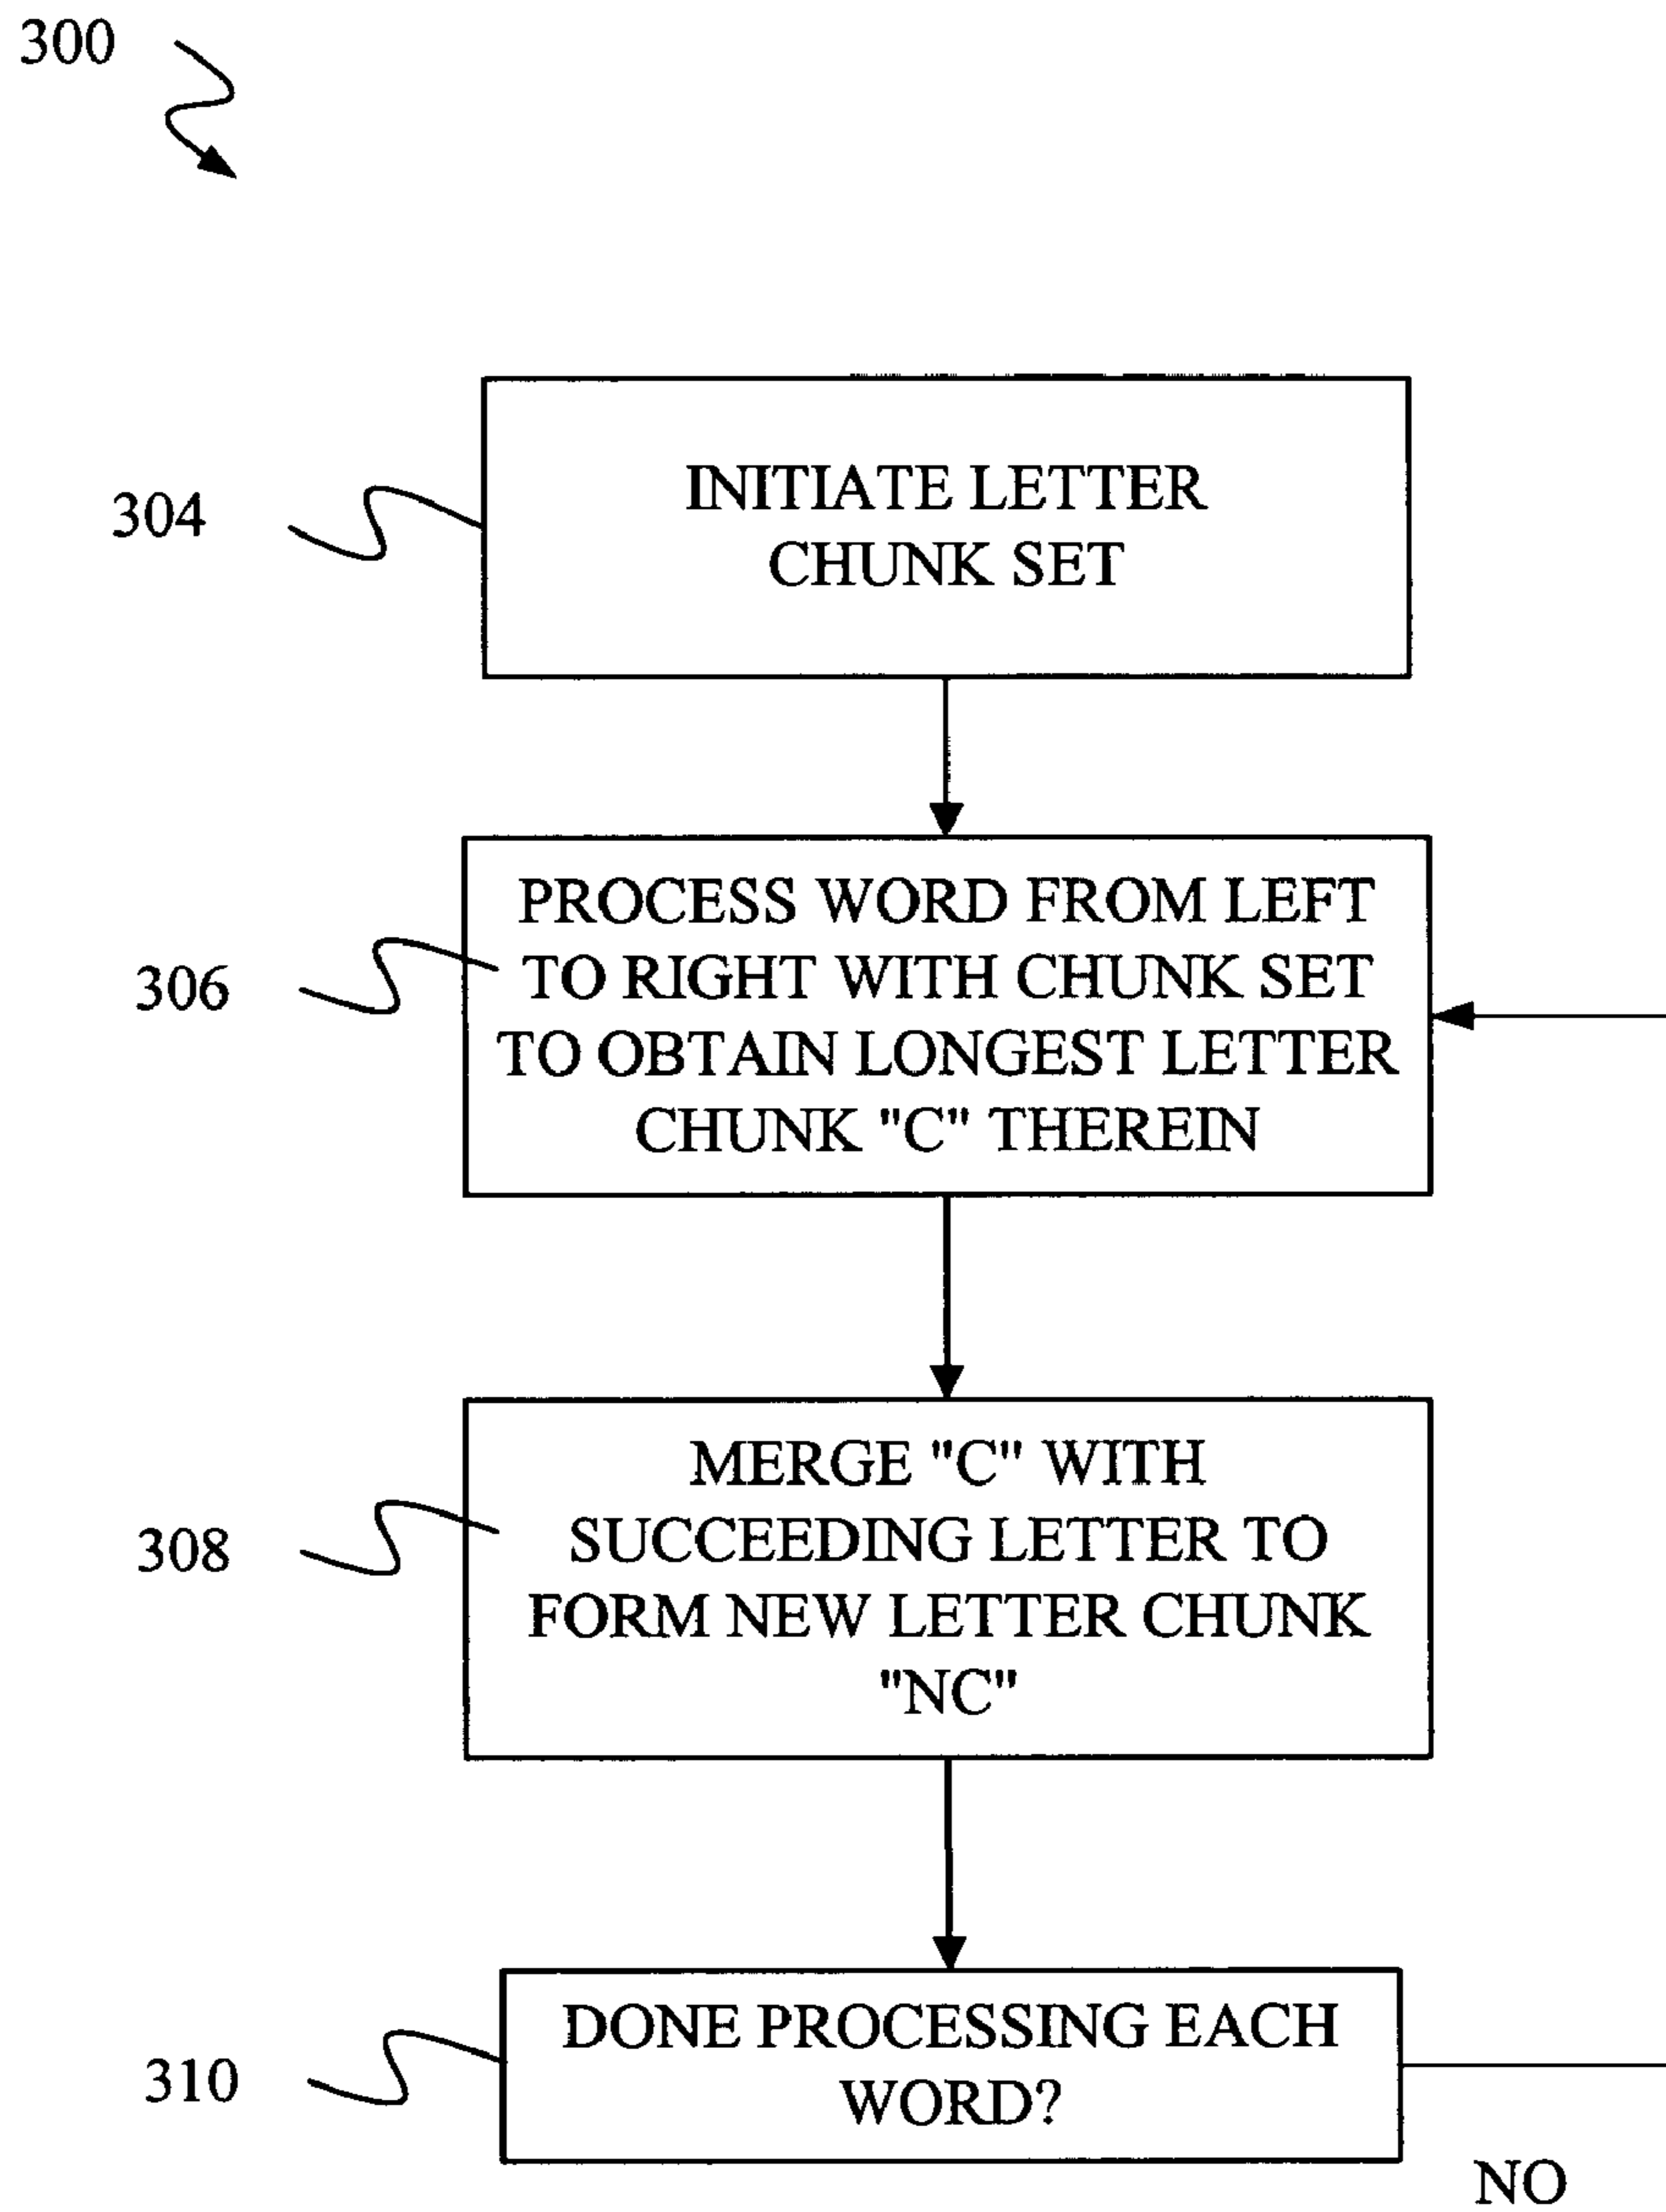 300
304
INITIATE LETTER
CHUNK SET
306
PROCESS WORD FROM LEFT
TO RIGHT WITH CHUNK SET
TO OBTAIN LONGEST LETTER
CHUNK "C" THEREIN
308
MERGE "C" WITH
SUCCEEDING LETTER TO
FORM NEW LETTER CHUNK
"NC"
310
DONE PROCESSING EACH
WORD?
NO